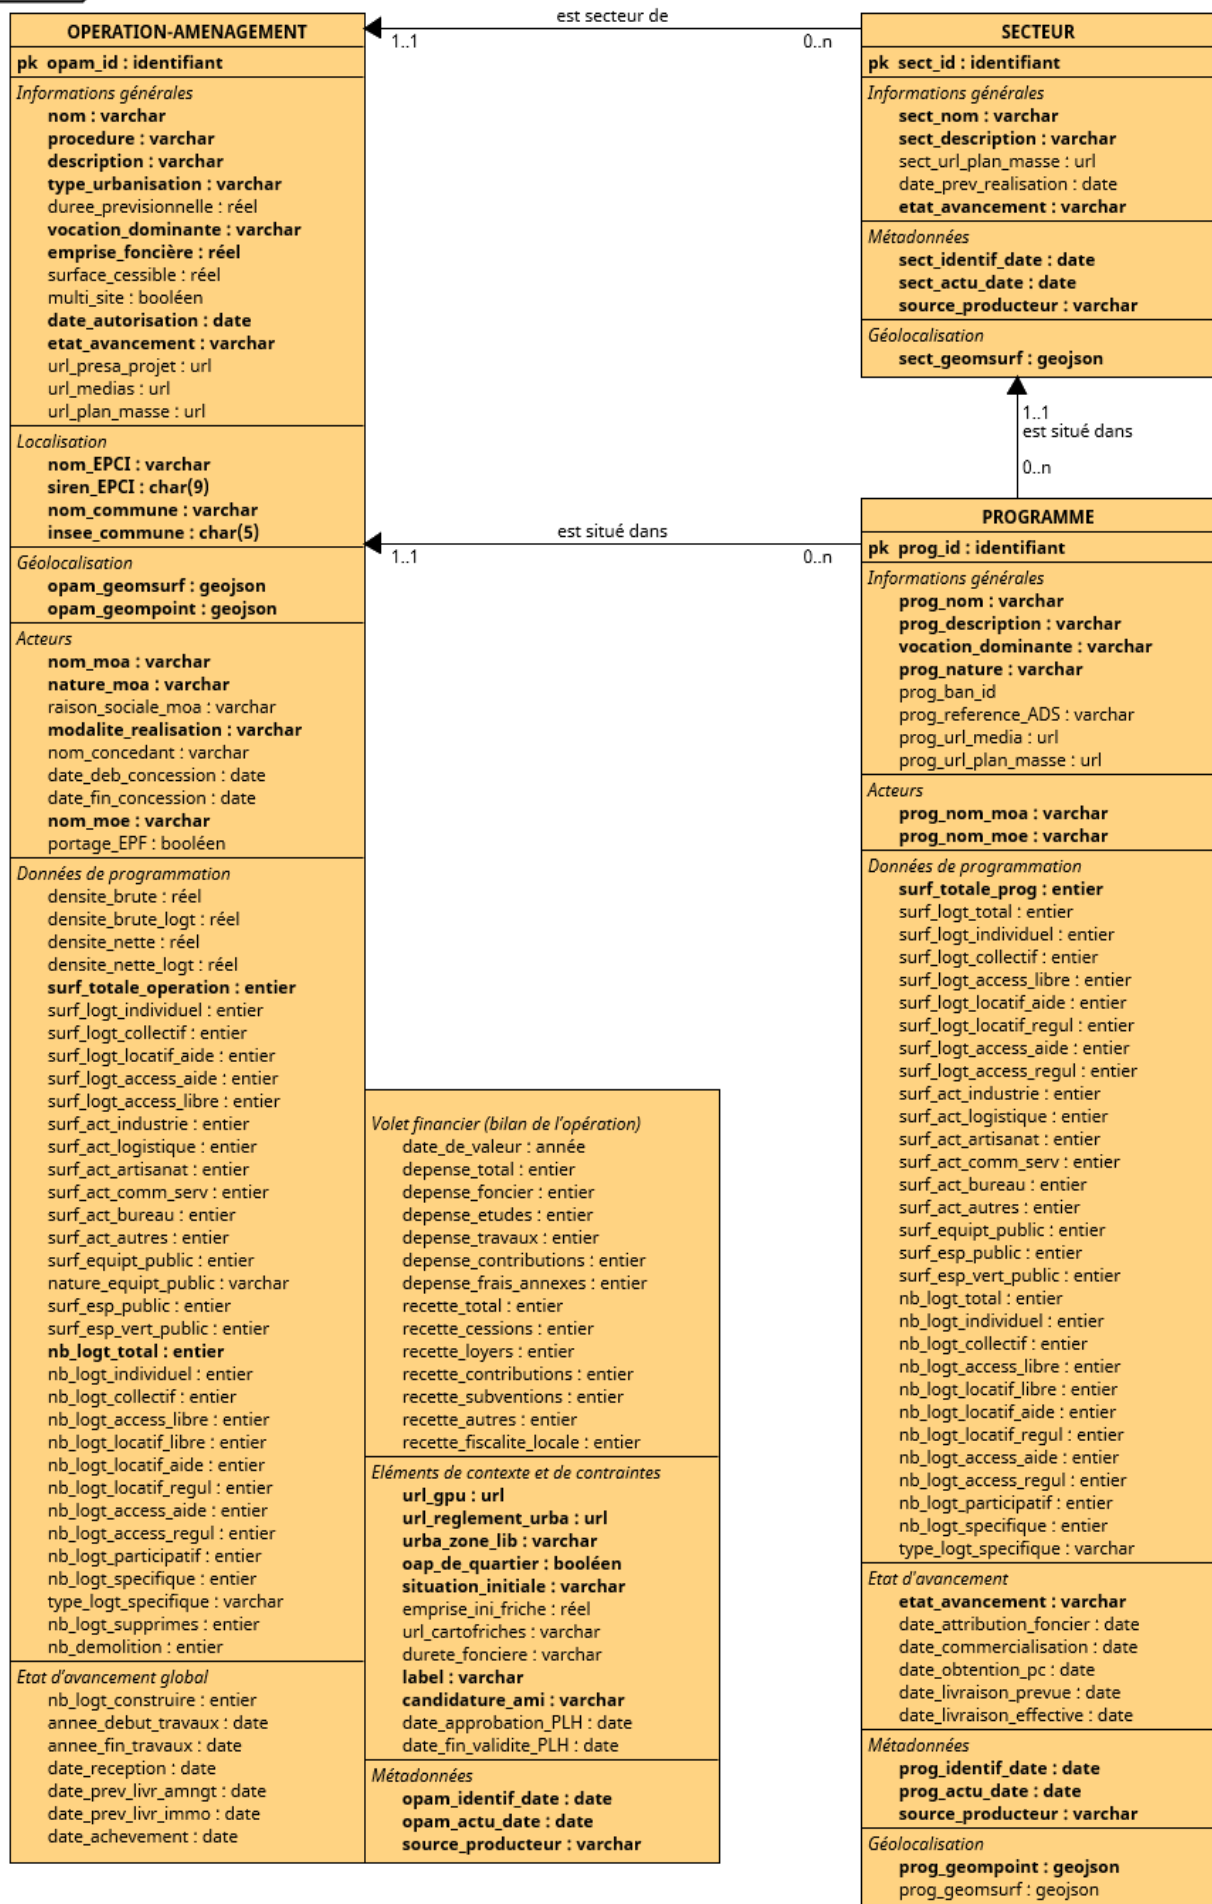 OPERATION-AMENAGEMENT
pk opam_id : identifiant
Informations générales
nom : varchar
procedure : varchar
description : varchar
type_urbanisation : varchar
duree_previsionnelle : réel
vocation_dominante : varchar
emprise_foncière : réel
surface_cessible : réel
multi_site : booléen
date_autorisation : date
etat_avancement : varchar
url_presa_projet : url
url_medias : url
url_plan_masse : url
Localisation
nom_EPCI : varchar
siren_EPCI : char(9)
nom_commune : varchar
insee_commune : char(5)
Géolocalisation
opam_geomsurf : geojson
opam_geompoint : geojson
Acteurs
nom_moa : varchar
nature_moa : varchar
raison_sociale_moa : varchar
modalite_realisation : varchar
nom_concedant : varchar
date_deb_concession : date
date_fin_concession : date
nom_moe : varchar
portage_EPF : booléen
Données de programmation
densite_brute : réel
densite_brute_logt : réel
densite_nette : réel
densite_nette_logt : réel
surf_totale_operation : entier
surf_logt_individuel : entier
surf_logt_collectif : entier
surf_logt_locatif_aide : entier
surf_logt_access_aide : entier
surf_logt_access_libre : entier
surf_act_industrie : entier
surf_act_logistique : entier
surf_act_artisanat : entier
surf_act_comm_serv : entier
surf_act_bureau : entier
surf_act_autres : entier
surf_equipt_public : entier
nature_equipt_public : varchar
surf_esp_public : entier
surf_esp_vert_public : entier
nb_logt_total : entier
nb_logt_individuel : entier
nb_logt_collectif : entier
nb_logt_access_libre : entier
nb_logt_locatif_libre : entier
nb_logt_locatif_aide : entier
nb_logt_locatif_regul : entier
nb_logt_access_aide : entier
nb_logt_access_regul : entier
nb_logt_participatif : entier
nb_logt_specifique : entier
type_logt_specifique : varchar
nb_logt_supprimes : entier
nb_demolition : entier
Etat d'avancement global
nb_logt_construire : entier
annee_debut_travaux : date
annee_fin_travaux : date
date_reception : date
date_prev_livr_amngt : date
date_prev_livr_immo : date
date_achevement : date
Volet financier (bilan de l'opération)
date_de_valeur : année
depense_total : entier
depense_foncier : entier
depense_etudes : entier
depense_travaux : entier
depense_contributions : entier
depense_frais_annexes : entier
recette_total : entier
recette_cessions : entier
recette_loyers : entier
recette_contributions : entier
recette_subventions : entier
recette_autres : entier
recette_fiscalite_locale : entier
Eléments de contexte et de contraintes
url_gpu : url
url_reglement_urba : url
urba_zone_lib : varchar
oap_de_quartier : booléen
situation_initiale : varchar
emprise_ini_friche : réel
url_cartofriches : varchar
durete_fonciere : varchar
label : varchar
candidature_ami : varchar
date_approbation_PLH : date
date_fin_validite_PLH : date
Métadonnées
opam_identif_date : date
opam_actu_date : date
source_producteur : varchar
est secteur de
1..1
0..n
SECTEUR
pk sect_id : identifiant
Informations générales
sect_nom : varchar
sect_description : varchar
sect_url_plan_masse : url
date_prev_realisation : date
etat_avancement : varchar
Métadonnées
sect_identif_date : date
sect_actu_date : date
source_producteur : varchar
Géolocalisation
sect_geomsurf : geojson
1..1
est situé dans
0..n
est situé dans
1..1
0..n
PROGRAMME
pk prog_id : identifiant
Informations générales
prog_nom : varchar
prog_description : varchar
vocation_dominante : varchar
prog_nature : varchar
prog_ban_id
prog_reference_ADS : varchar
prog_url_media : url
prog_url_plan_masse : url
Acteurs
prog_nom_moa : varchar
prog_nom_moe : varchar
Données de programmation
surf_totale_prog : entier
surf_logt_total : entier
surf_logt_individuel : entier
surf_logt_collectif : entier
surf_logt_access_libre : entier
surf_logt_locatif_aide : entier
surf_logt_locatif_regul : entier
surf_logt_access_aide : entier
surf_logt_access_regul : entier
surf_act_industrie : entier
surf_act_logistique : entier
surf_act_artisanat : entier
surf_act_comm_serv : entier
surf_act_bureau : entier
surf_act_autres : entier
surf_equipt_public : entier
surf_esp_public : entier
surf_esp_vert_public : entier
nb_logt_total : entier
nb_logt_individuel : entier
nb_logt_collectif : entier
nb_logt_access_libre : entier
nb_logt_locatif_libre : entier
nb_logt_locatif_aide : entier
nb_logt_locatif_regul : entier
nb_logt_access_aide : entier
nb_logt_access_regul : entier
nb_logt_participatif : entier
nb_logt_specifique : entier
type_logt_specifique : varchar
Etat d'avancement
etat_avancement : varchar
date_attribution_foncier : date
date_commercialisation : date
date_obtention_pc : date
date_livraison_prevue : date
date_livraison_effective : date
Métadonnées
prog_identif_date : date
prog_actu_date : date
source_producteur : varchar
Géolocalisation
prog_geompoint : geojson
prog_geomsurf : geojson